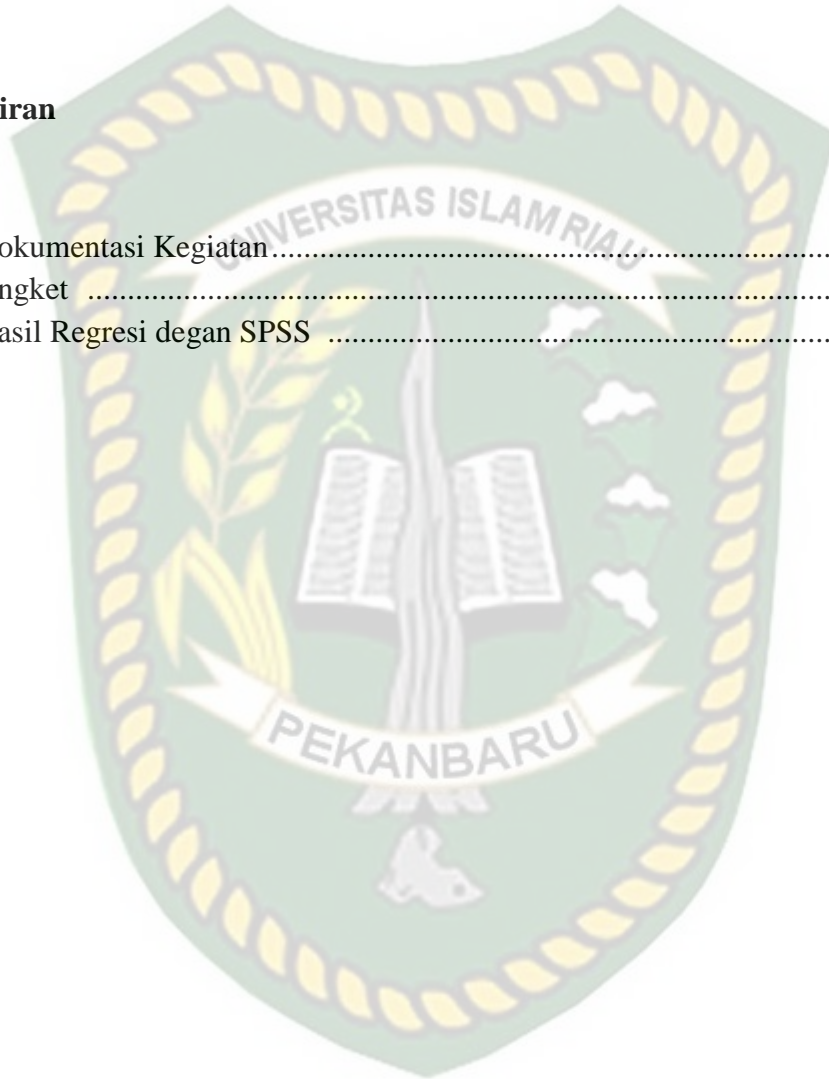 iran
UNIVERSITAS ISLAM RIAU
okumentasi Kegiatan................................................................................
ngket ................................................................................................
asil Regresi degan SPSS ......................................................................
PEKANBARU